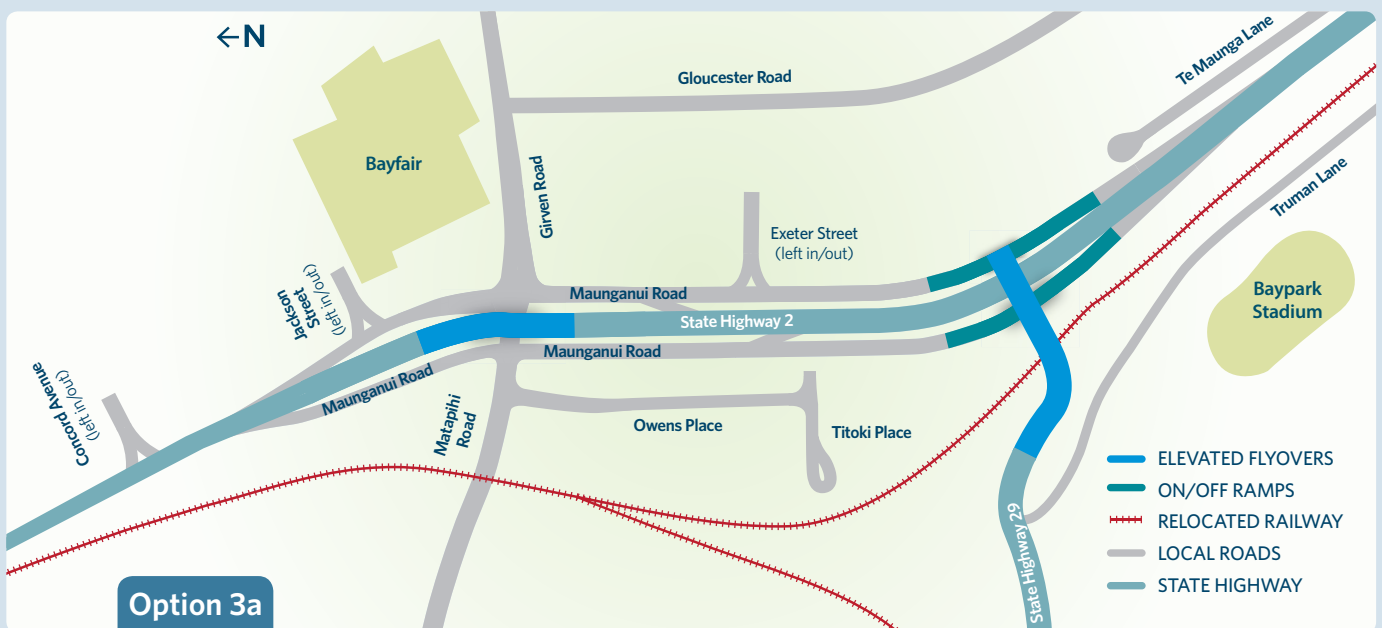 ←N
Te Maunga Lane
Gloucester Road
Bayfair
Girven Road
Truman Lane
Exeter Street
(left in/out)
Jackson
Street
(left in/out)
Maunganui Road
State Highway 2
Baypark
Stadium
Maunganui Road
Maunganui Road
Concord Avenue
(left in/out)
Matapihi
Road
Owens Place
Titoki Place
State Highway 29
ELEVATED FLYOVERS
ON/OFF RAMPS
RELOCATED RAILWAY
LOCAL ROADS
STATE HIGHWAY
Option 3a